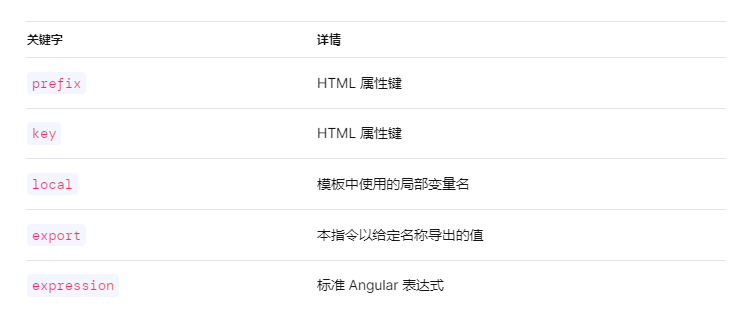 关键字 详情
prefix HTML 属性键
key HTML 属性键
local 模板中使用的局部变量名
export 本指令以给定名称导出的值
expression 标准 Angular 表达式